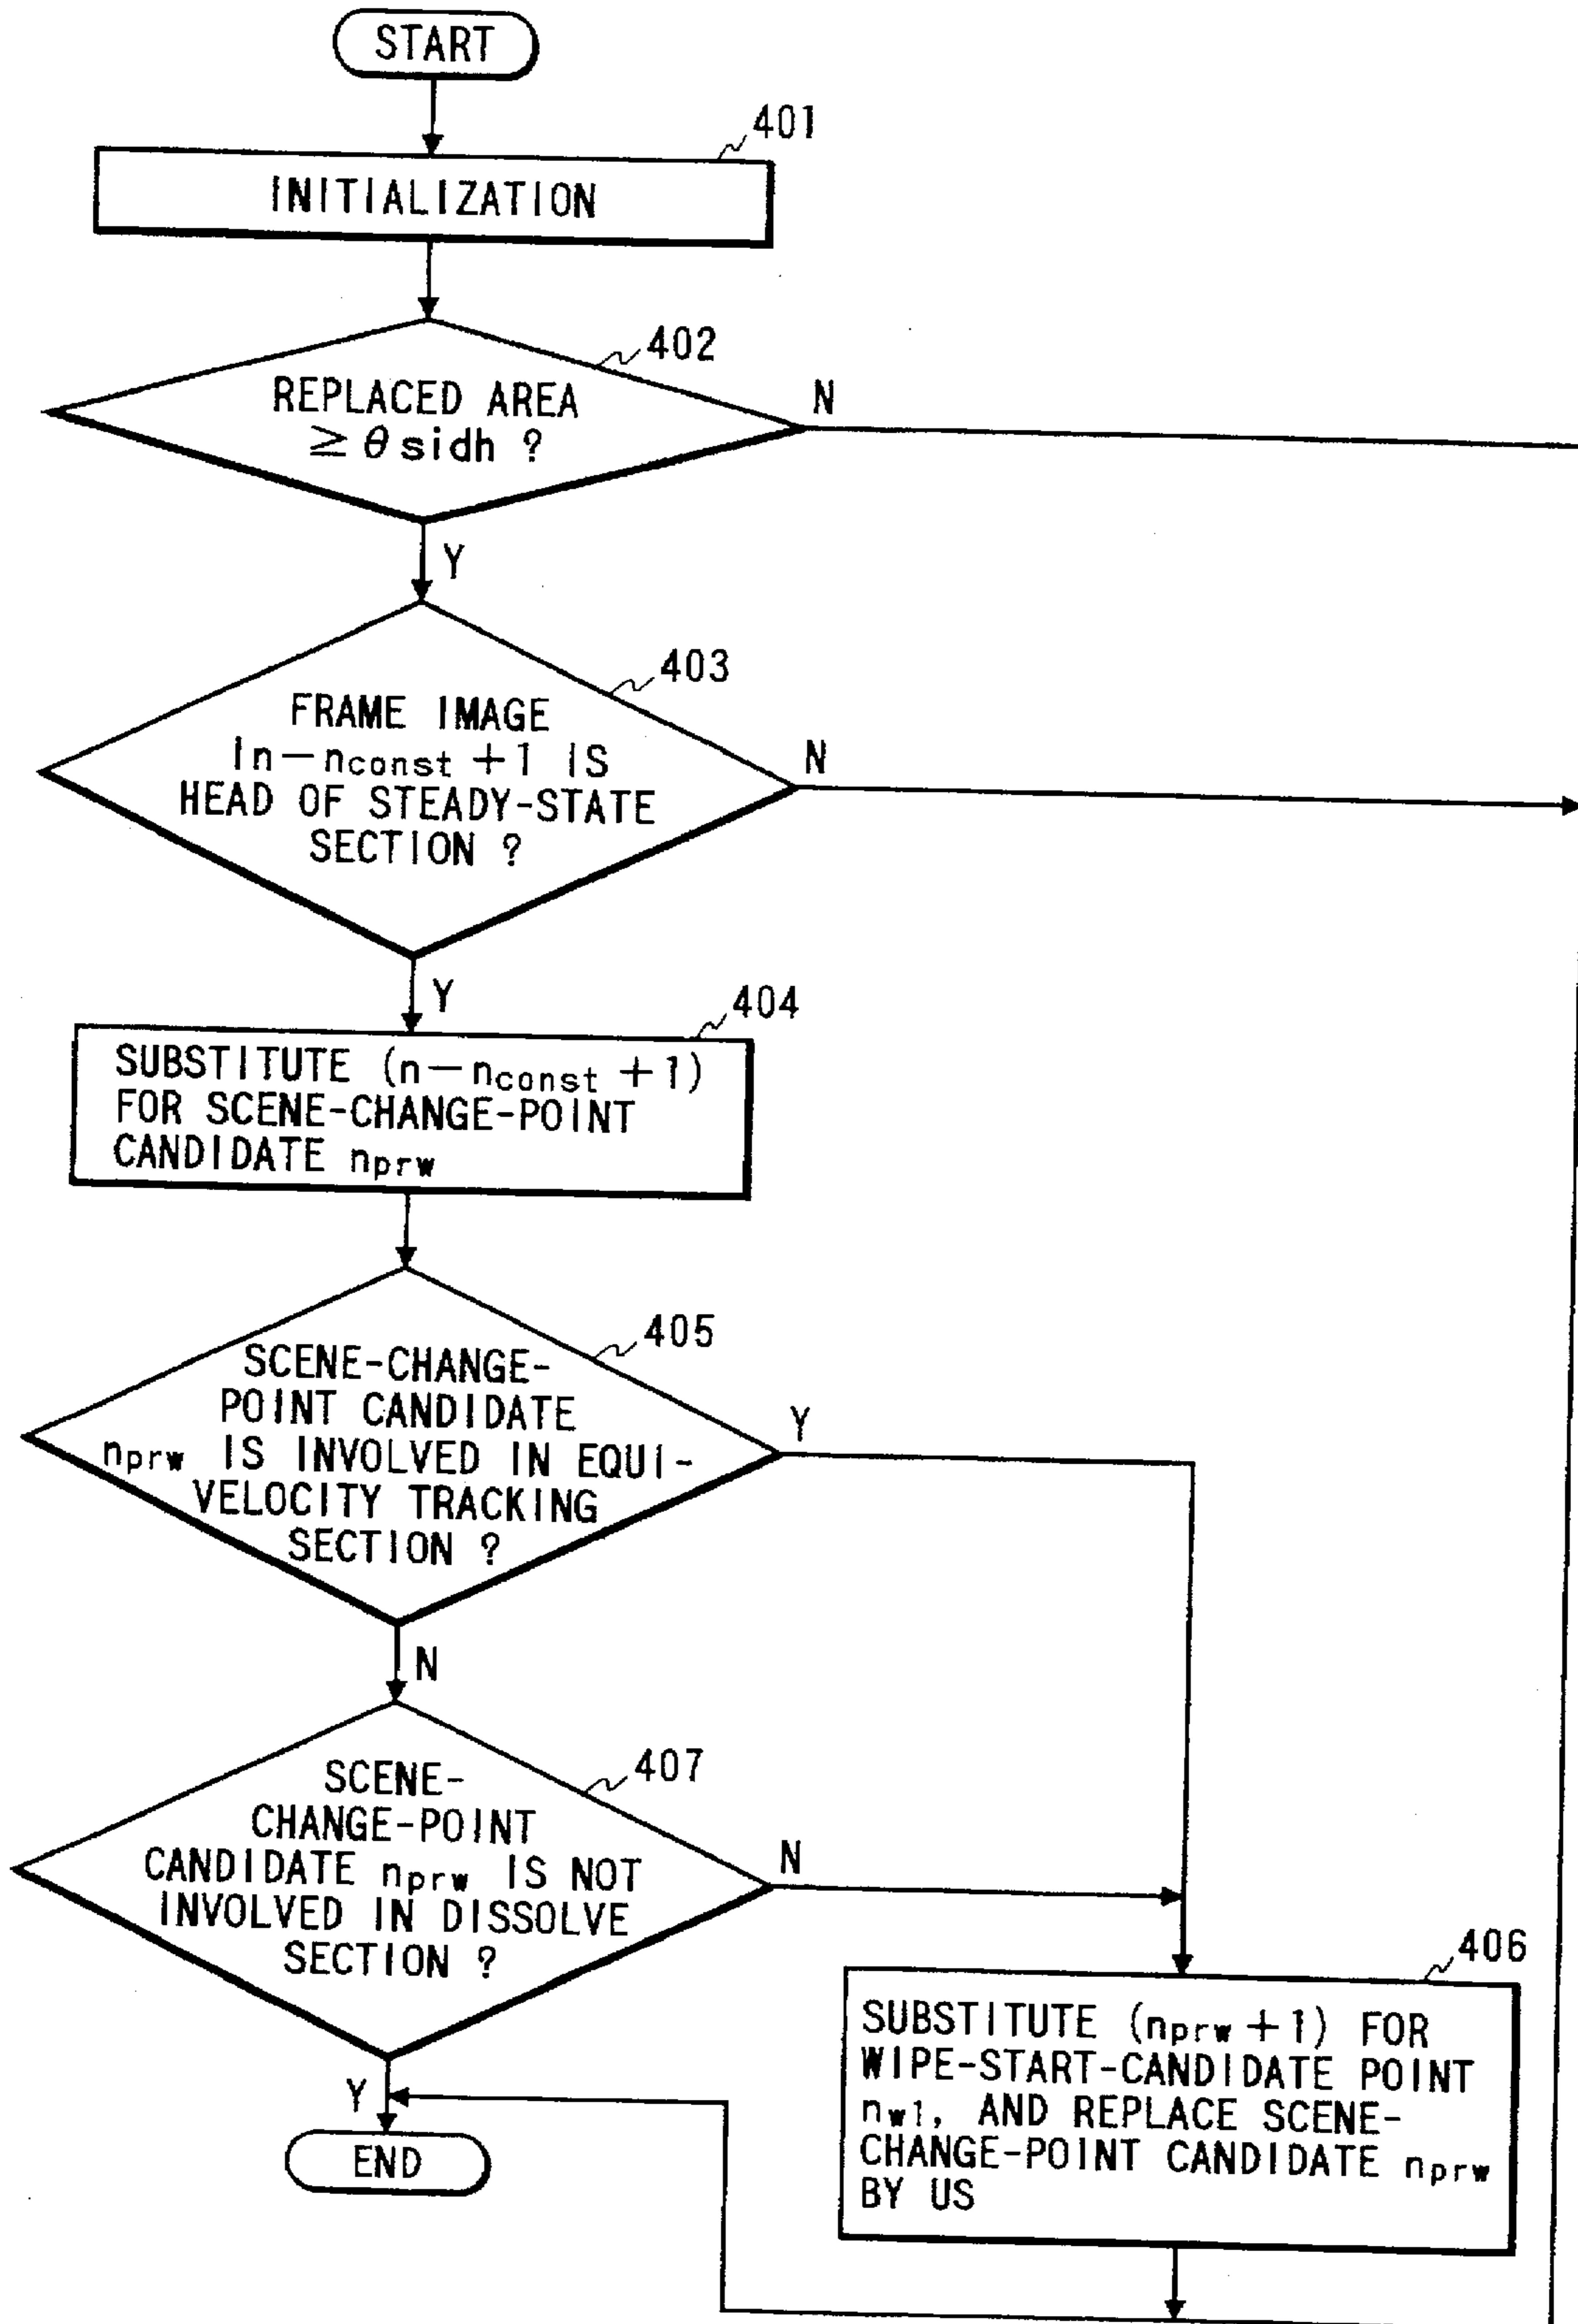 START
401
INITIALIZATION
402
REPLACED AREA
≥ θsidh ?
N
Y
403
FRAME IMAGE
In−nconst+1 IS
HEAD OF STEADY-STATE
SECTION ?
N
Y
404
SUBSTITUTE (n−nconst+1)
FOR SCENE-CHANGE-POINT
CANDIDATE nprw
405
SCENE-CHANGE-
POINT CANDIDATE
nprw IS INVOLVED IN EQUI-
VELOCITY TRACKING
SECTION ?
Y
N
407
SCENE-
CHANGE-POINT
CANDIDATE nprw IS NOT
INVOLVED IN DISSOLVE
SECTION ?
N
Y
406
SUBSTITUTE (nprw+1) FOR
WIPE-START-CANDIDATE POINT
nw1, AND REPLACE SCENE-
CHANGE-POINT CANDIDATE nprw
BY US
END